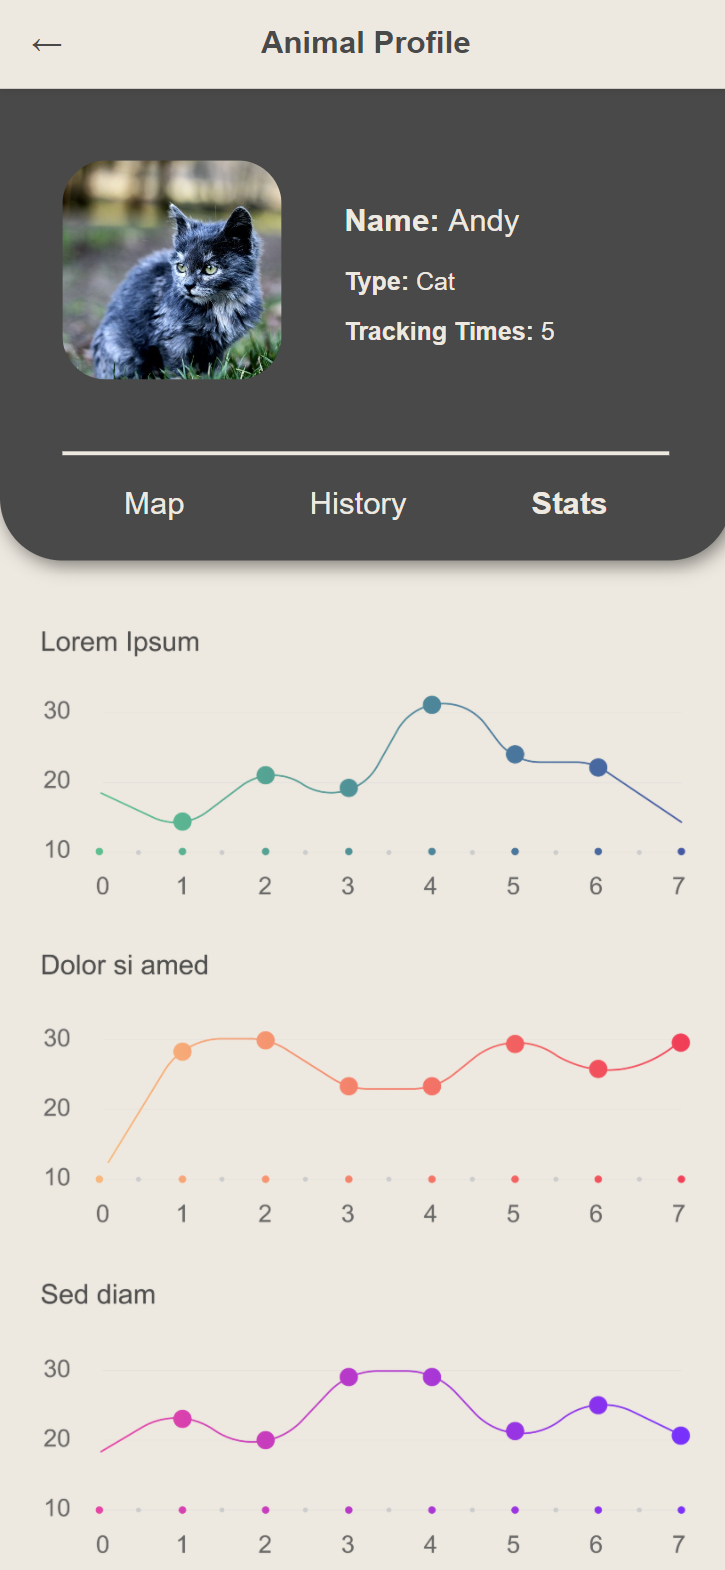 ← Animal Profile
Name: Andy
Type: Cat
Tracking Times: 5
Map History Stats
Lorem Ipsum
30
20
10
0 1 2 3 4 5 6 7
Dolor si amed
30
20
10
0 1 2 3 4 5 6 7
Sed diam
30
20
10
0 1 2 3 4 5 6 7